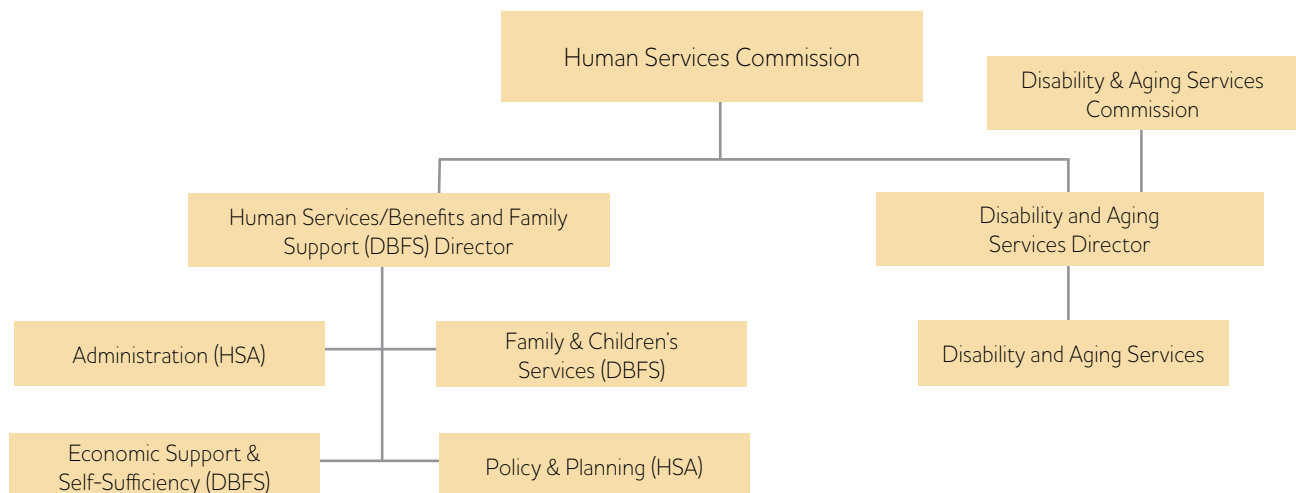 Human Services Commission
Disability & Aging Services
Commission
Human Services/Benefits and Family
Support (DBFS) Director
Disability and Aging
Services Director
Administration (HSA)
Family & Children's
Services (DBFS)
Disability and Aging Services
Economic Support &
Self-Sufficiency (DBFS)
Policy & Planning (HSA)